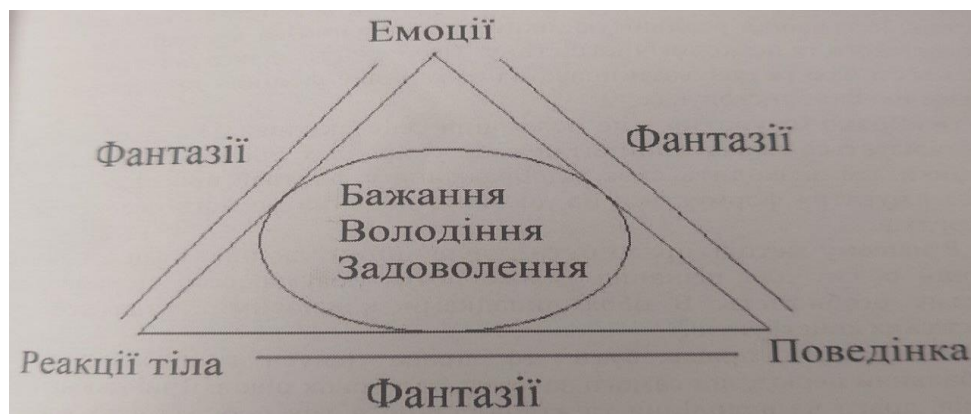 Емоції
Фантазії
Фантазії
Бажання
Володіння
Задоволення
Реакції тіла
Поведінка
Фантазії